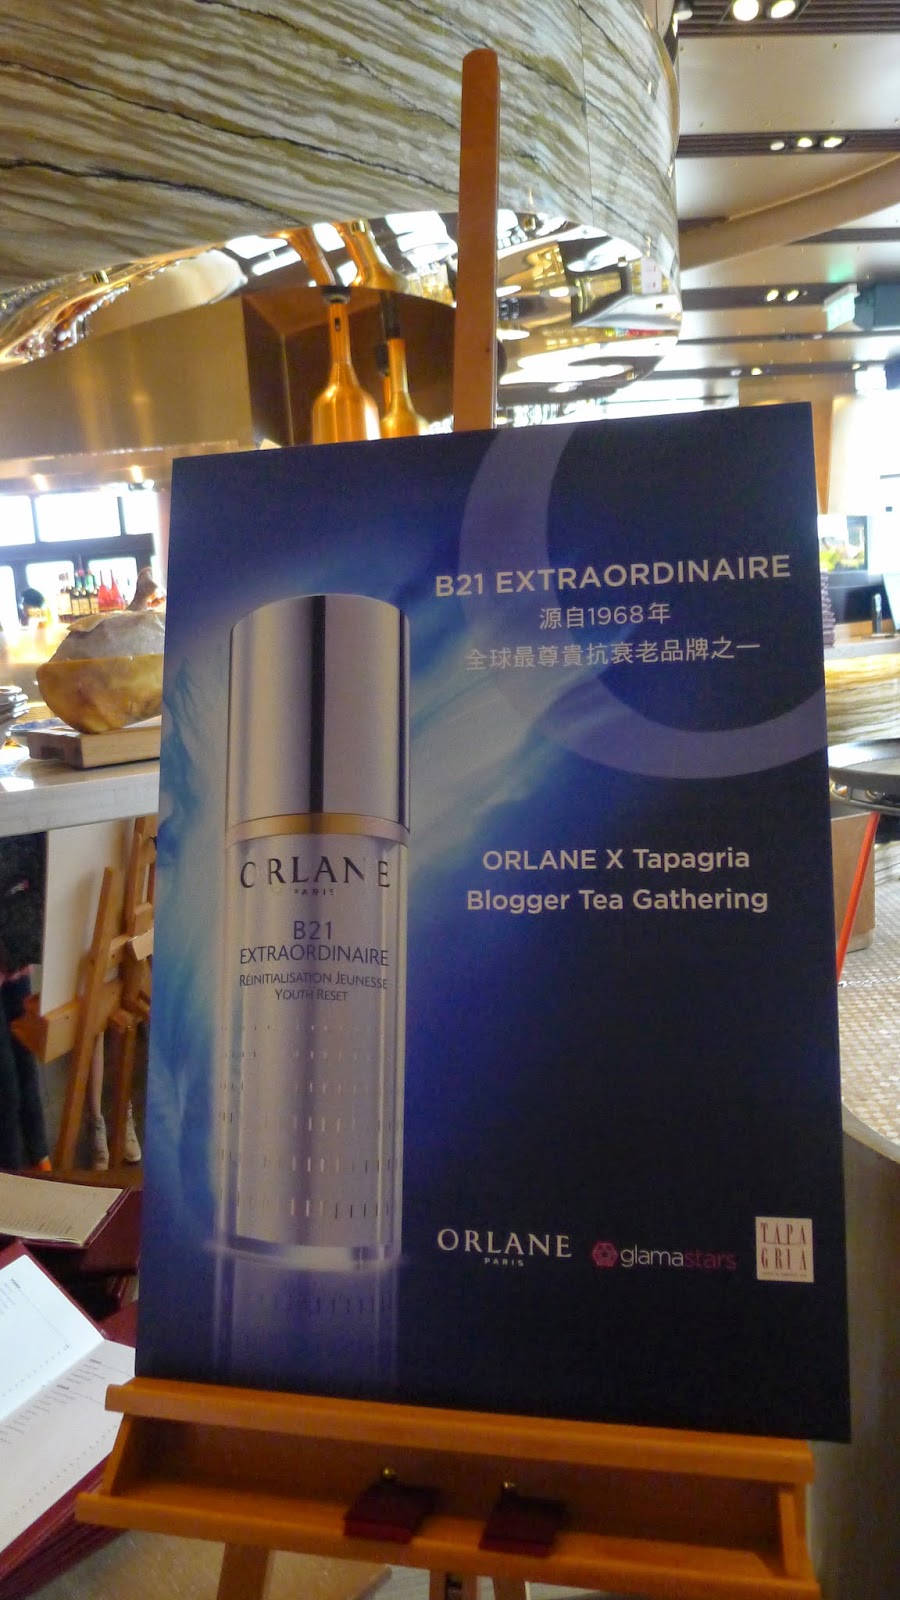 B21 EXTRAORDINAIRE
源自1968年
全球最尊貴抗衰老品牌之一
ORLANE X Tapagria
Blogger Tea Gathering
ORLANE
PARIS
B21
EXTRAORDINAIRE
RÉINITIALISATION JEUNESSE
YOUTH RESET
ORLANE
PARIS
glamastars
TAPA
GRIA